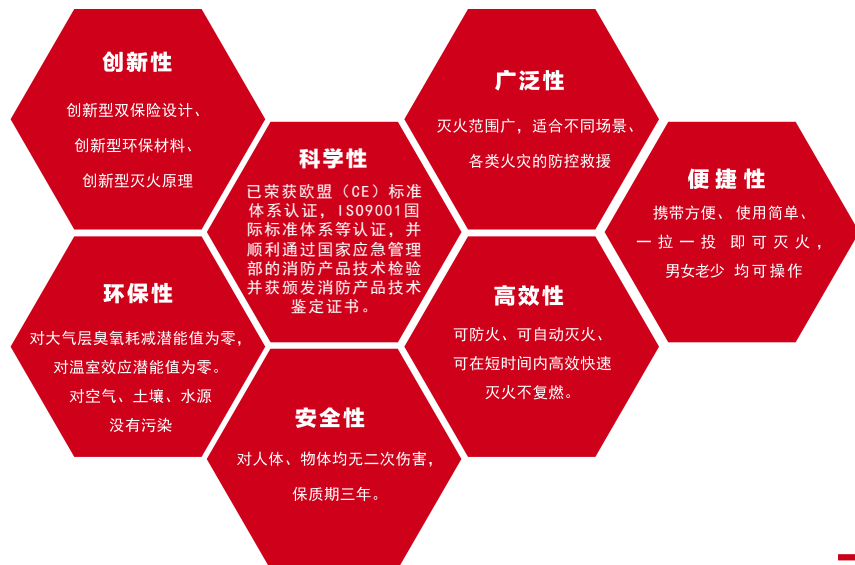 创新性
创新型双保险设计、
创新型环保材料、
创新型灭火原理
科学性
已荣获欧盟（CE）标准
体系认证，ISO9001国
际标准体系等认证，并
顺利通过国家应急管理
部的消防产品技术检验
并获颁发消防产品技术
鉴定证书。
广泛性
灭火范围广，适合不同场景、
各类火灾的防控救援
便捷性
携带方便、使用简单、
一拉一投 即可灭火，
男女老少 均可操作
环保性
对大气层臭氧耗减潜能值为零，
对温室效应潜能值为零。
对空气、土壤、水源
没有污染
安全性
对人体、物体均无二次伤害，
保质期三年。
高效性
可防火、可自动灭火、
可在短时间内高效快速
灭火不复燃。